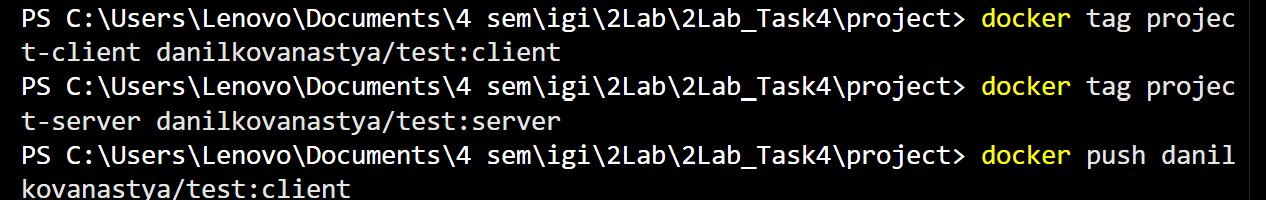 PS C:\Users\Lenovo\Documents\4 sem\igi\2Lab\2Lab_Task4\project> docker tag projec
t-client danilkovanastya/test:client
PS C:\Users\Lenovo\Documents\4 sem\igi\2Lab\2Lab_Task4\project> docker tag projec
t-server danilkovanastya/test:server
PS C:\Users\Lenovo\Documents\4 sem\igi\2Lab\2Lab_Task4\project> docker push danil
kovanastya/test:client